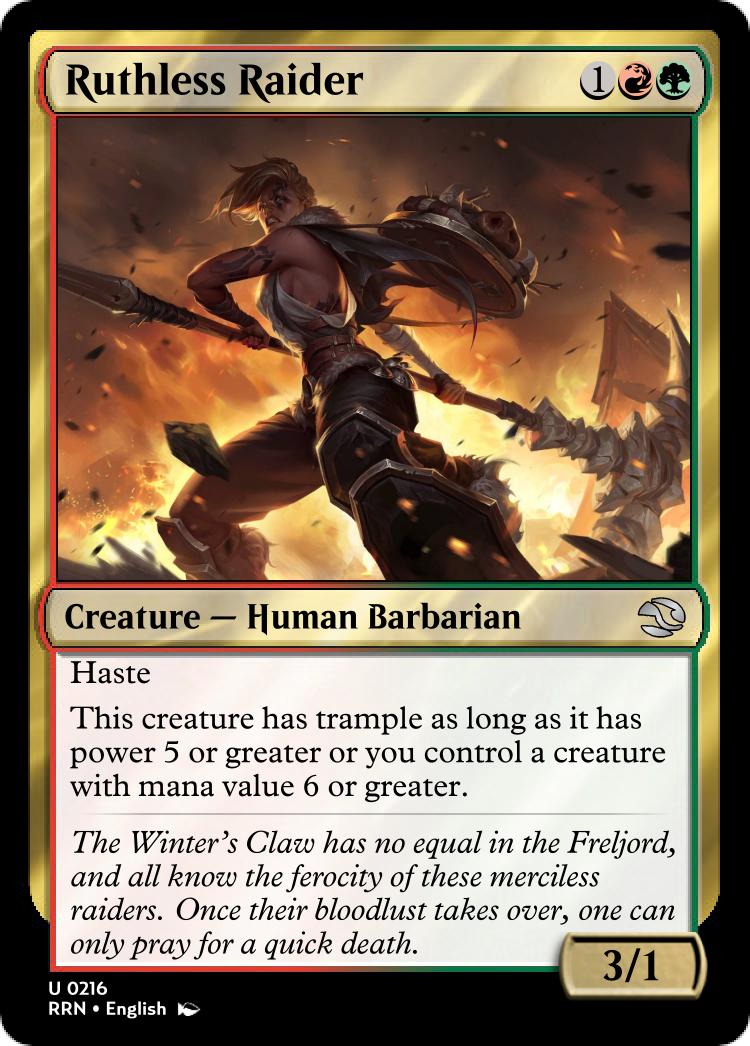 Ruthless Raider 1
Creature — Human Barbarian
Haste
This creature has trample as long as it has
power 5 or greater or you control a creature
with mana value 6 or greater.
The Winter's Claw has no equal in the Freljord,
and all know the ferocity of these merciless
raiders. Once their bloodlust takes over, one can
only pray for a quick death.
3/1
U 0216
RRN • English